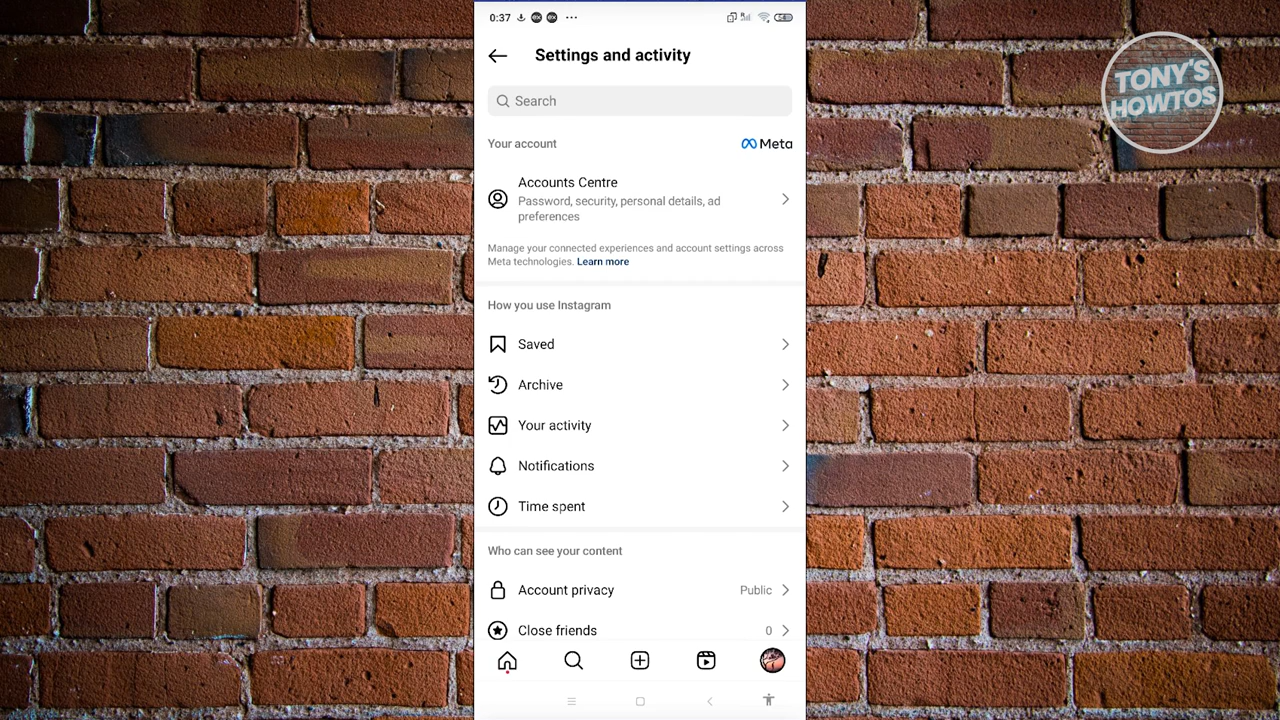 0:37
Settings and activity
TONY'S
HOWTOS
Search
Your account
Meta
Accounts Centre
Password, security, personal details, ad
preferences
Manage your connected experiences and account settings across
Meta technologies. Learn more
How you use Instagram
Saved
Archive
Your activity
Notifications
Time spent
Who can see your content
Account privacy
Public
Close friends
0